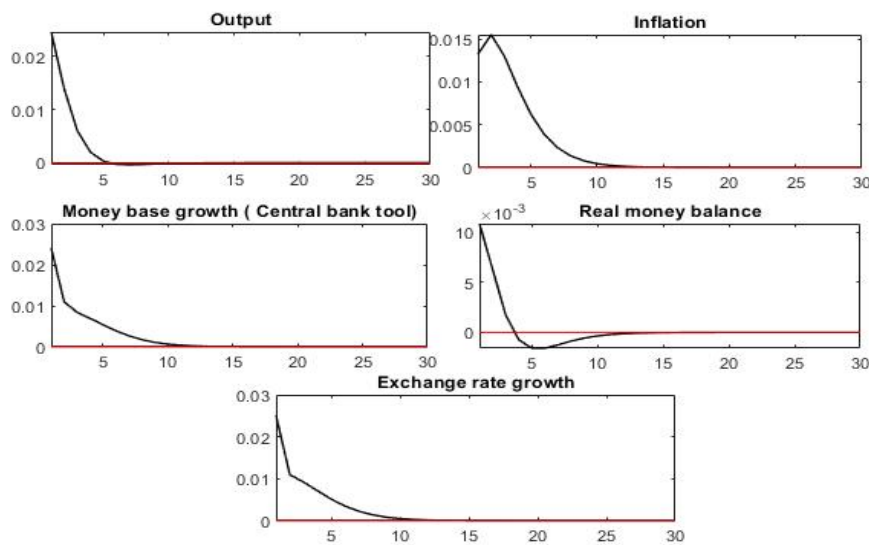 Output
0.02
0.01
0
5 10 15 20 25 30
Inflation
0.015
0.01
0.005
0
5 10 15 20 25 30
Money base growth ( Central bank tool)
0.03
0.02
0.01
0
5 10 15 20 25 30
Real money balance
× 10⁻³
10
5
0
5 10 15 20 25 30
Exchange rate growth
0.03
0.02
0.01
0
5 10 15 20 25 30